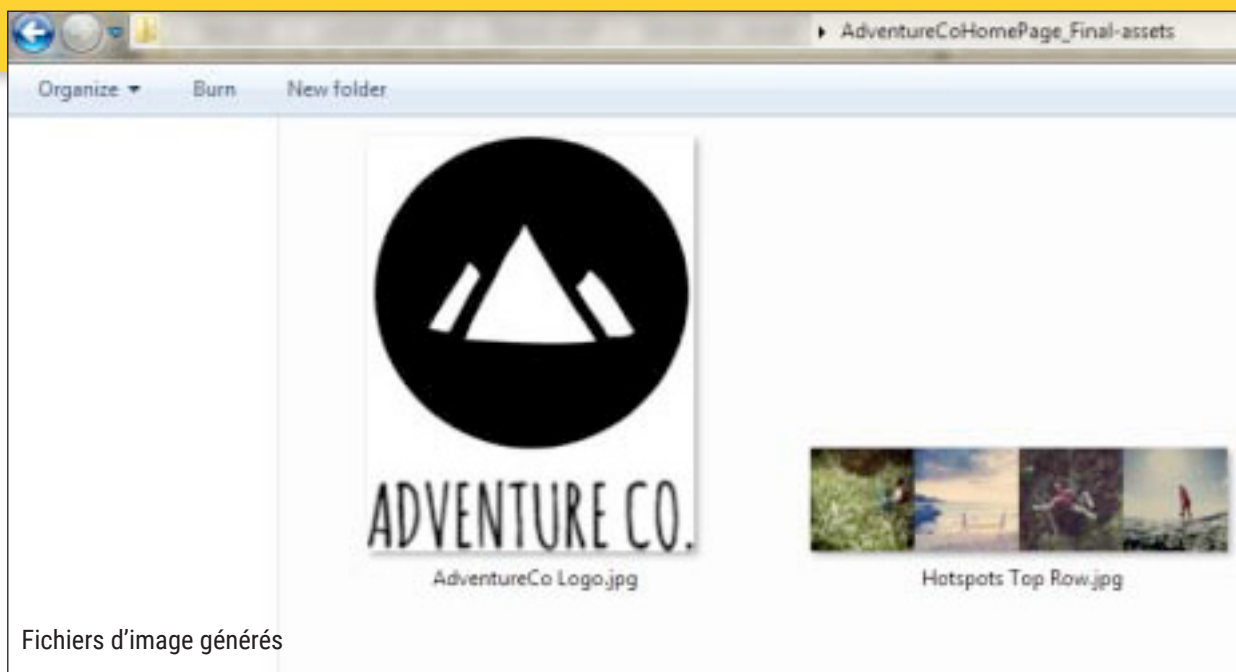 AdventureCoHomePage_Final-assets
Organize Burn New folder
ADVENTURE CO.
AdventureCo Logo.jpg
Hotspots Top Row.jpg
Fichiers d’image générés